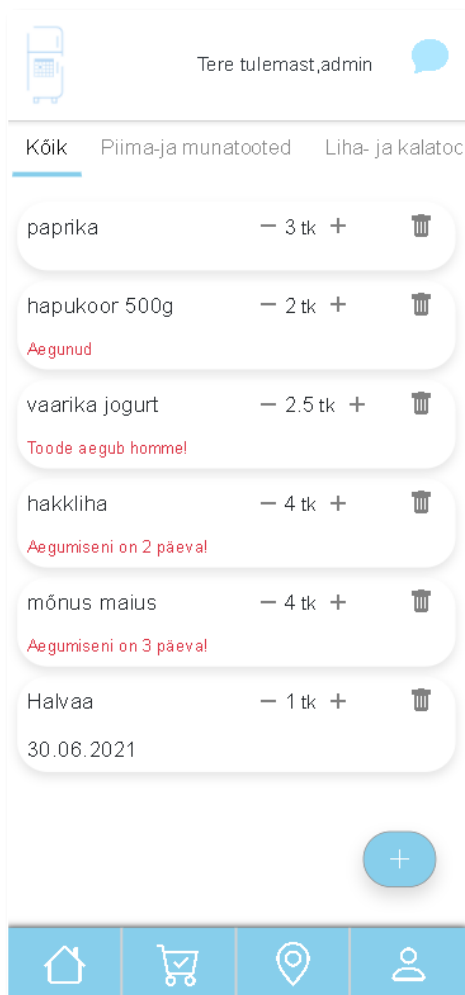 Tere tulemast,admin
Kõik Piima-ja munatooted Liha- ja kalatoo
paprika − 3 tk +
hapukoor 500g − 2 tk +
Aegunud
vaarika jogurt − 2.5 tk +
Toode aegub homme!
hakkliha − 4 tk +
Aegumiseni on 2 päeva!
mõnus maius − 4 tk +
Aegumiseni on 3 päeva!
Halvaa − 1 tk +
30.06.2021
+